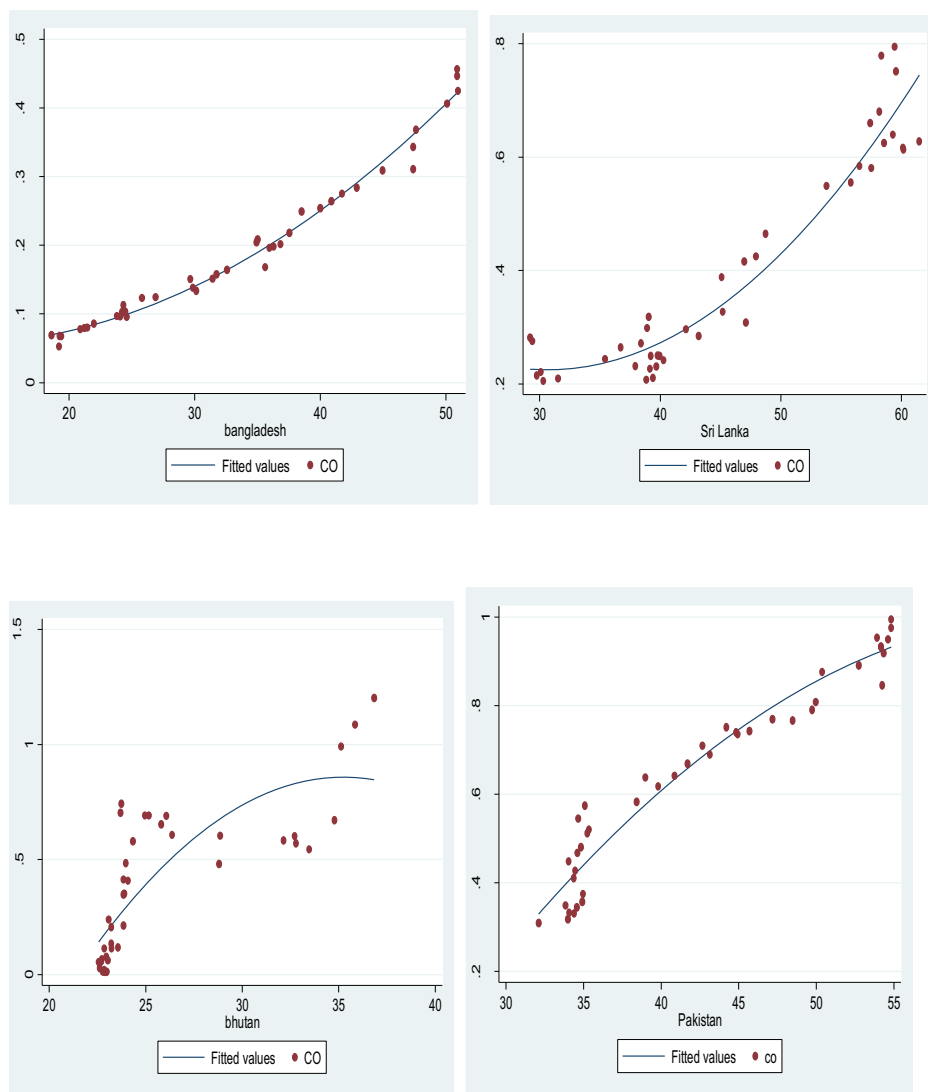 .5
.4
.3
.2
.1
0
20 30 40 50
bangladesh
Fitted values CO
.8
.6
.4
.2
30 40 50 60
Sri Lanka
Fitted values CO
1.5
1
.5
0
20 25 30 35 40
bhutan
Fitted values CO
1
.8
.6
.4
.2
30 35 40 45 50 55
Pakistan
Fitted values co